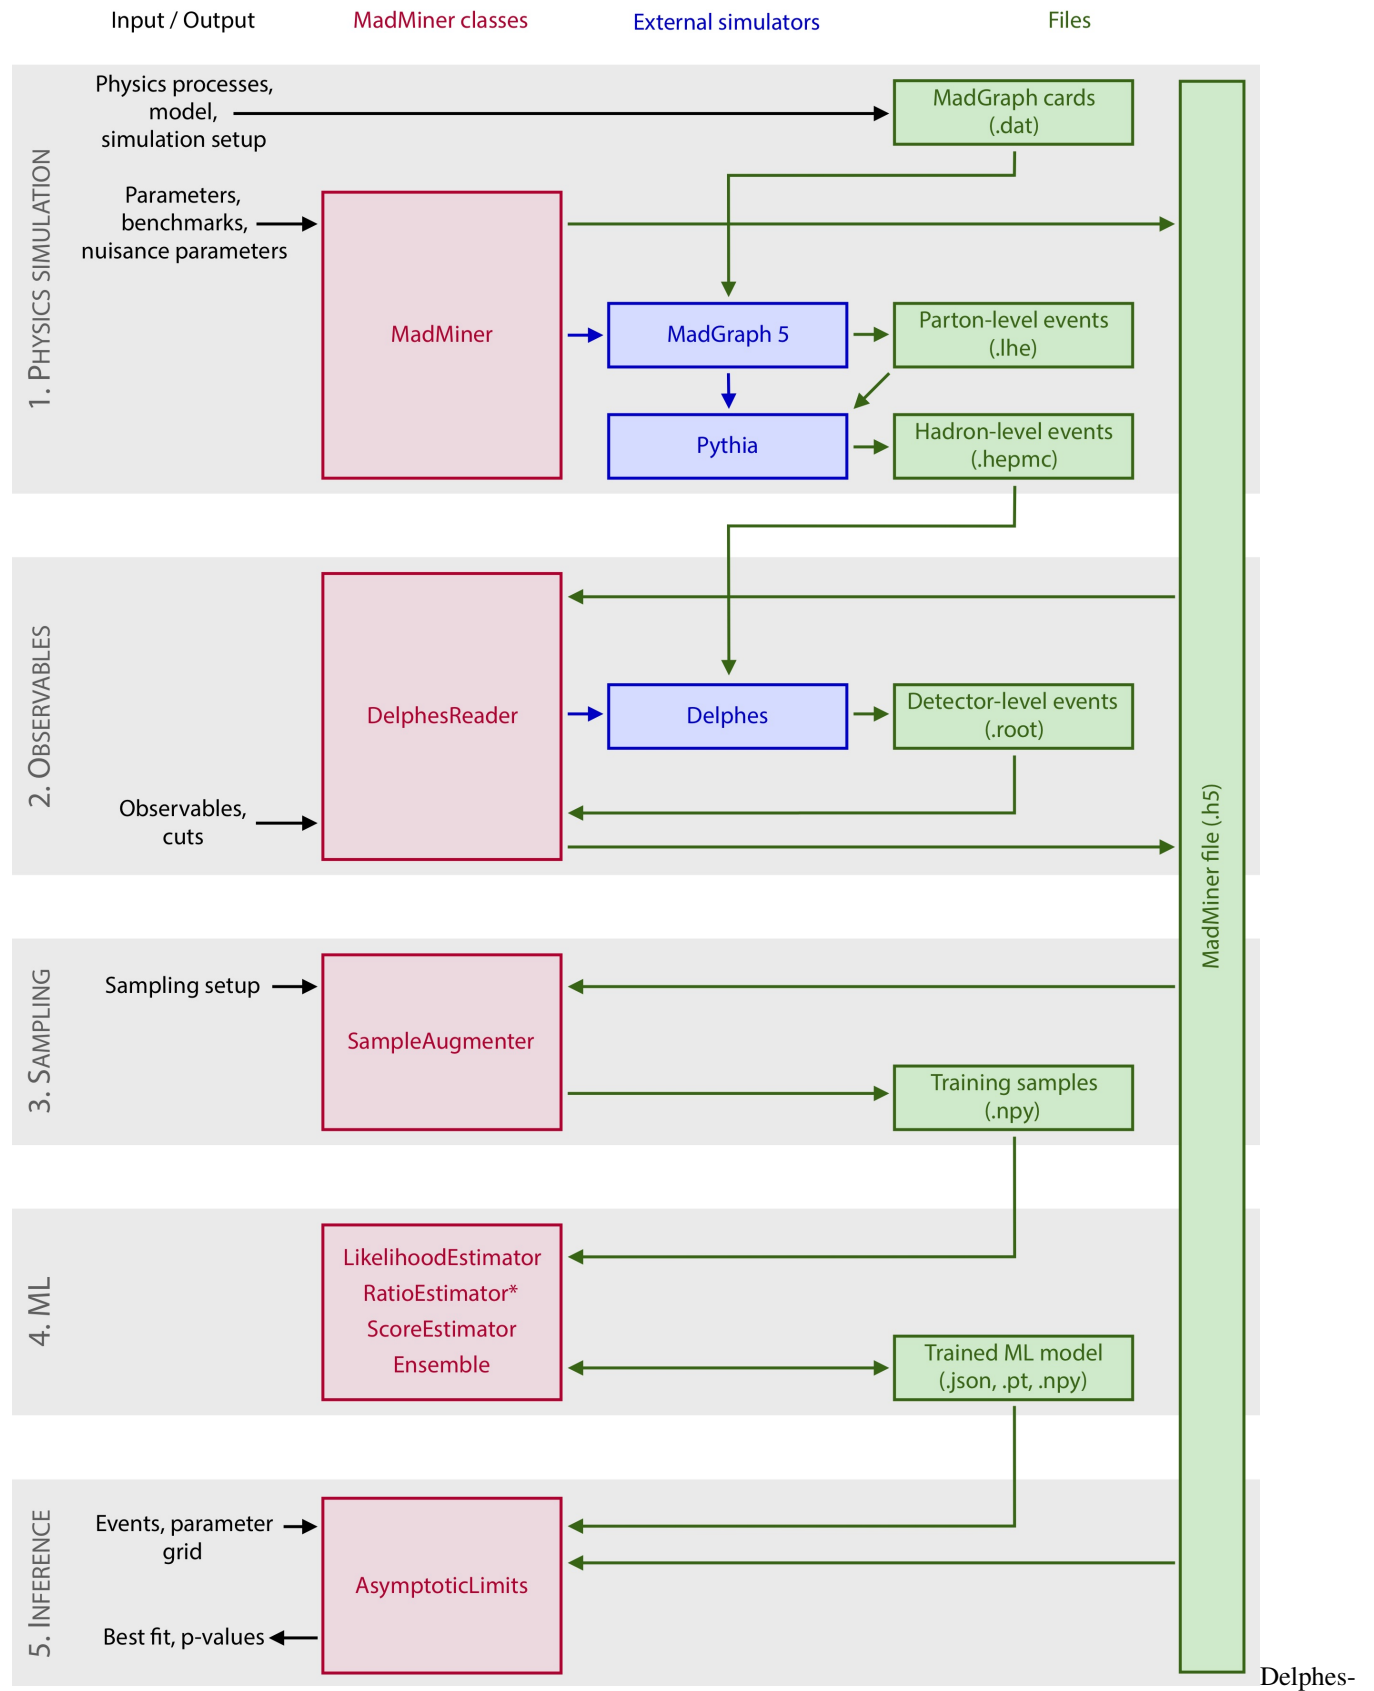 Input / Output
MadMiner classes
External simulators
Files
1. PHYSICS SIMULATION
Physics processes,
model,
simulation setup
MadGraph cards
(.dat)
Parameters,
benchmarks,
nuisance parameters
MadMiner
MadGraph 5
Parton-level events
(.lhe)
Pythia
Hadron-level events
(.hepmc)
2. OBSERVABLES
DelphesReader
Delphes
Detector-level events
(.root)
Observables,
cuts
MadMiner file (.h5)
3. SAMPLING
Sampling setup
SampleAugmenter
Training samples
(.npy)
4. ML
LikelihoodEstimator
RatioEstimator*
ScoreEstimator
Ensemble
Trained ML model
(.json, .pt, .npy)
5. INFERENCE
Events, parameter
grid
AsymptoticLimits
Best fit, p-values
Delphes-